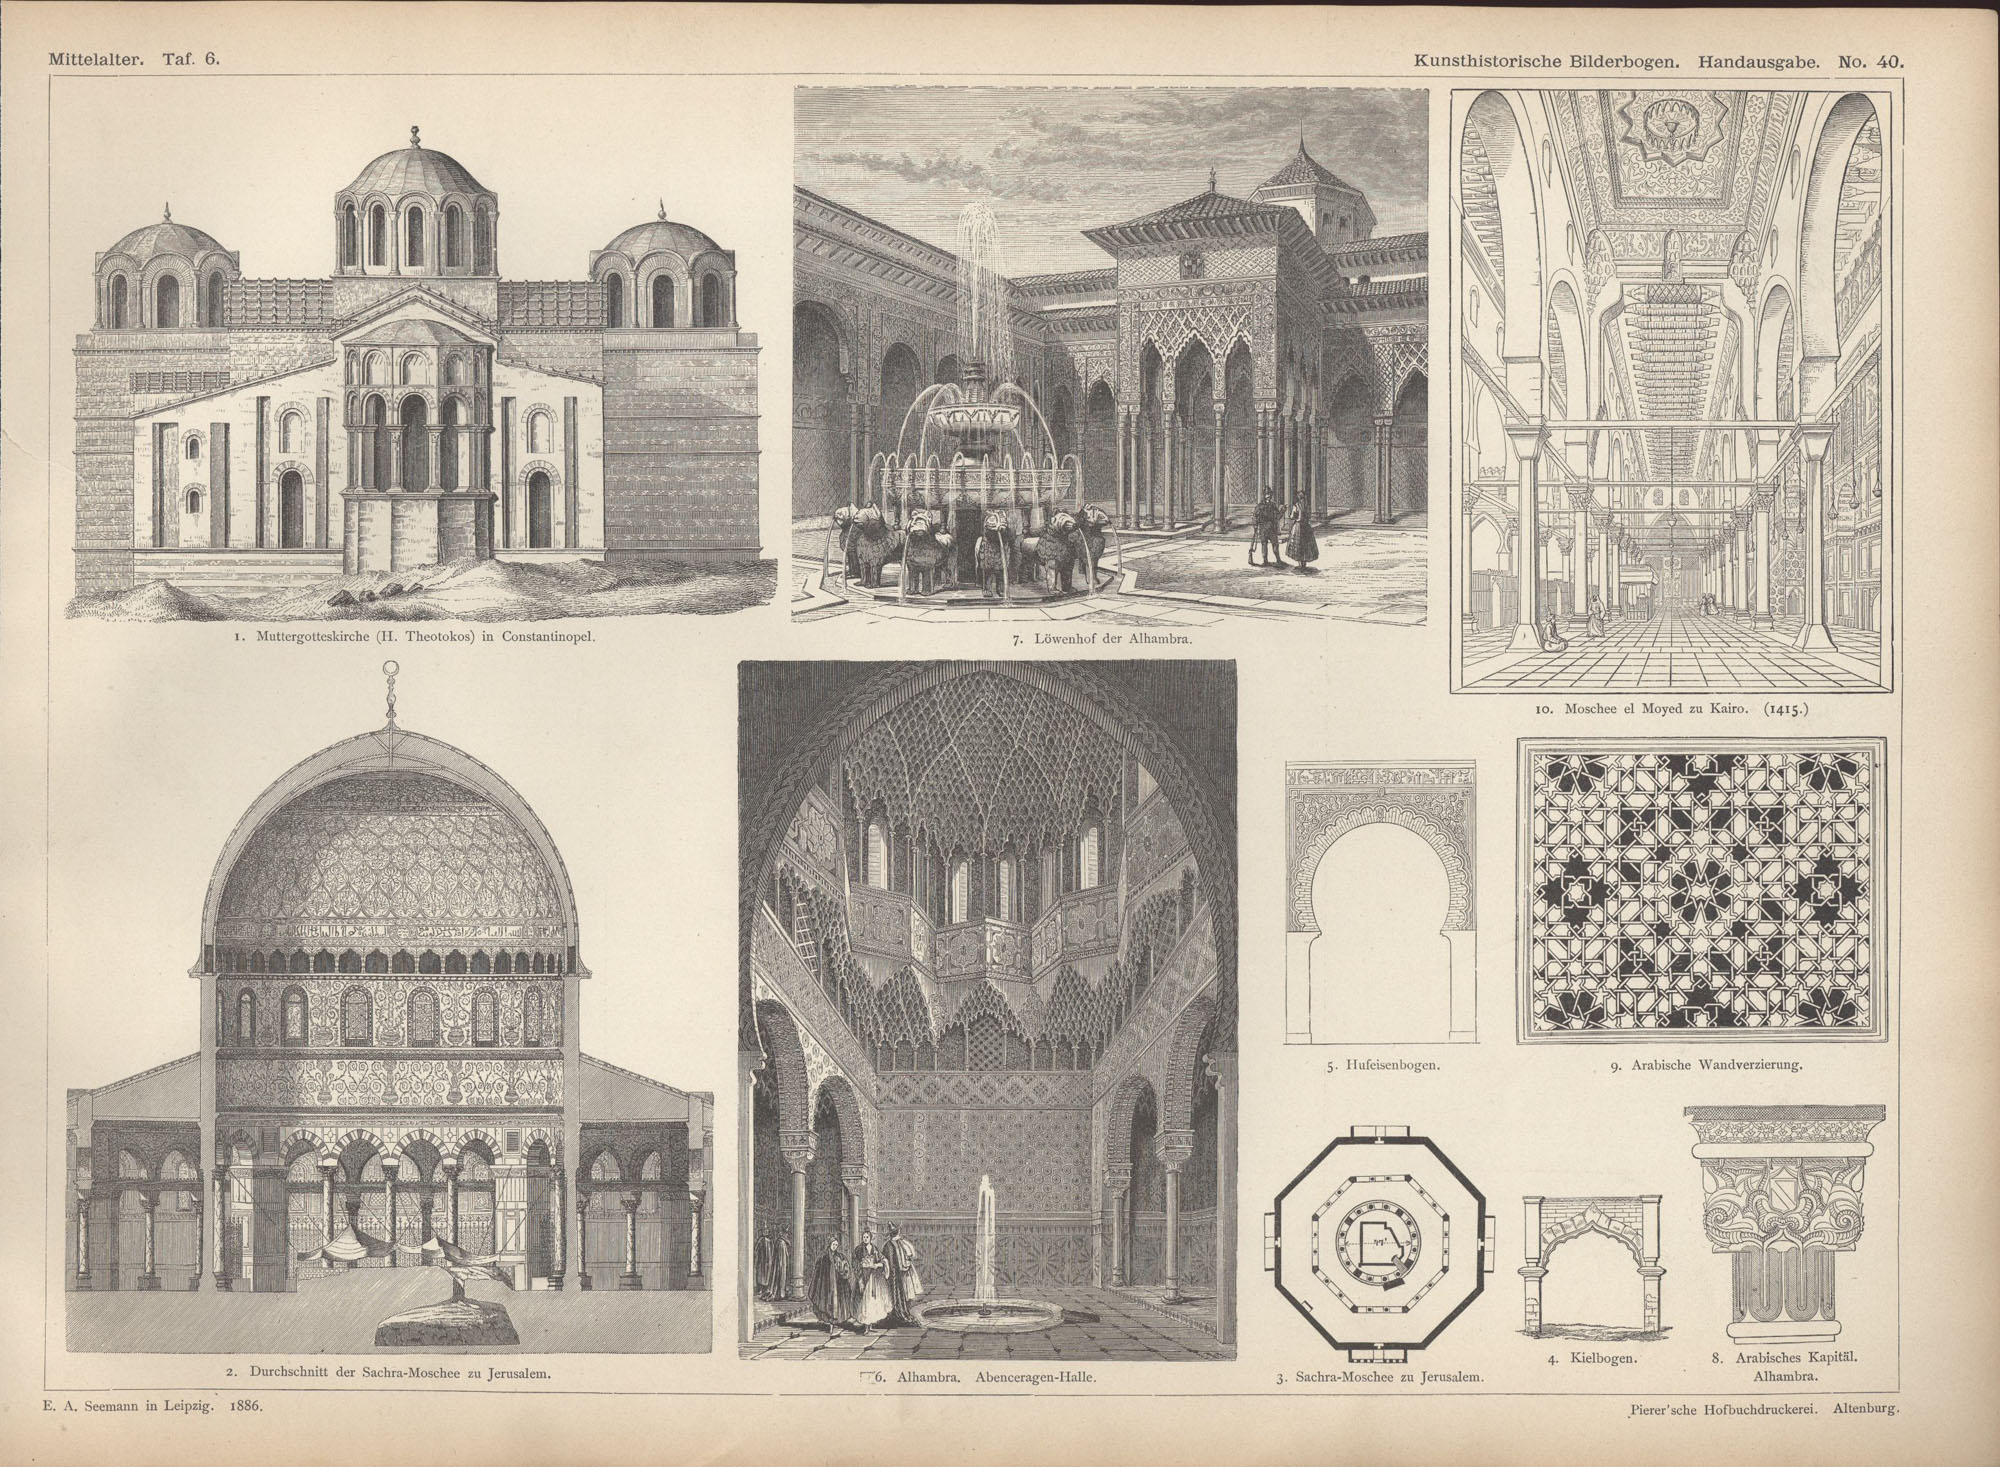 Mittelalter. Taf. 6.
Kunsthistorische Bilderbogen. Handausgabe. No. 40.
1. Muttergotteskirche (H. Theotokos) in Constantinopel.
7. Löwenhof der Alhambra.
10. Moschee el Moyed zu Kairo. (1415.)
5. Hufeisenbogen.
9. Arabische Wandverzierung.
2. Durchschnitt der Sachra-Moschee zu Jerusalem.
6. Alhambra. Abenceragen-Halle.
3. Sachra-Moschee zu Jerusalem.
4. Kielbogen.
8. Arabisches Kapitäl.
Alhambra.
E. A. Seemann in Leipzig. 1886.
Pierer'sche Hofbuchdruckerei. Altenburg.